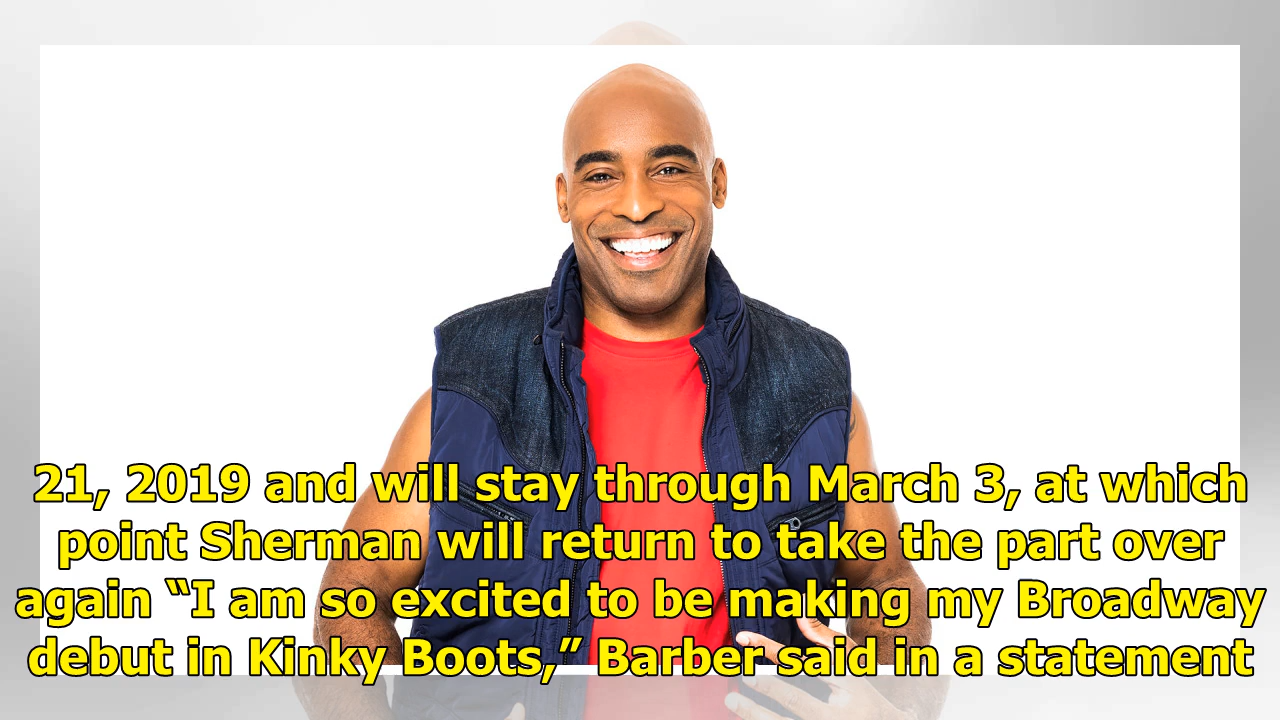 21, 2019 and will stay through March 3, at which
point Sherman will return to take the part over
again “I am so excited to be making my Broadway
debut in Kinky Boots,” Barber said in a statement